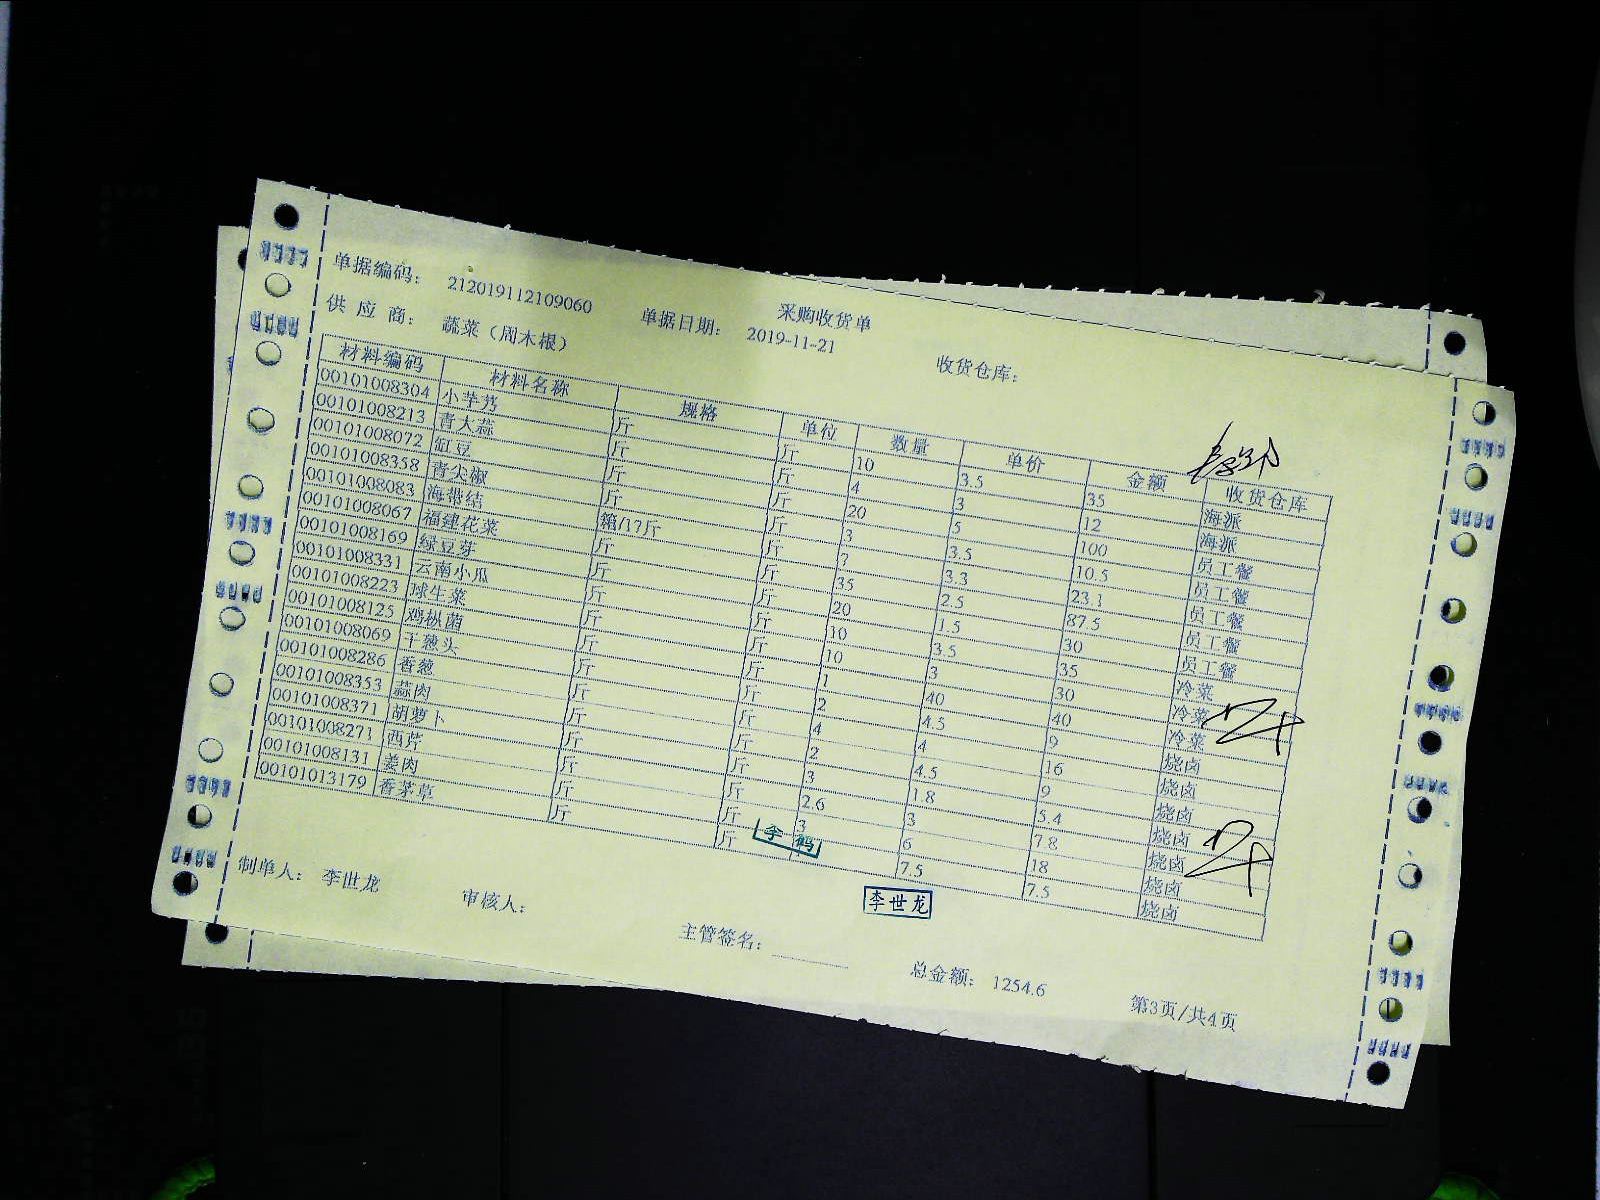 采购收货单
单据编码： 212019112109060 单据日期： 2019-11-21 收货仓库：
供 应 商： 蔬菜（周木根）
材料编码 材料名称 规格 单位 数量 单价 金额 收货仓库
00101008304 小芋艿 斤 斤 10 3.5 35 海派
00101008213 青大蒜 斤 斤 4 3 12 海派
00101008072 缸豆 斤 斤 20 5 100 员工餐
00101008358 青尖椒 斤 斤 3 3.5 10.5 员工餐
00101008083 海带结 箱/17斤 斤 7 3.3 23.1 员工餐
00101008067 福建花菜 斤 斤 35 2.5 87.5 员工餐
00101008169 绿豆芽 斤 斤 20 1.5 30 员工餐
00101008331 云南小瓜 斤 斤 10 3.5 35 冷菜
00101008223 球生菜 斤 斤 10 3 30 冷菜
00101008125 鸡枞菌 斤 斤 1 40 40 冷菜
00101008069 干葱头 斤 斤 2 4.5 9 烧卤
00101008286 香葱 斤 斤 4 4 16 烧卤
00101008353 蒜肉 斤 斤 2 4.5 9 烧卤
00101008371 胡萝卜 斤 斤 3 1.8 5.4 烧卤
00101008271 西芹 斤 斤 2.6 3 7.8 烧卤
00101008131 姜肉 斤 斤 3 6 18 烧卤
00101013179 香茅草 斤 斤 7.5 7.5 烧卤
李世龙
制单人： 李世龙 审核人： 主管签名： 总金额： 1254.6 第3页/共4页